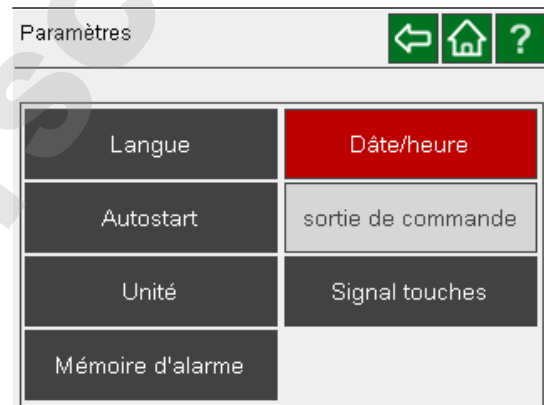 Paramètres
?
Langue
Dâte/heure
Autostart
sortie de commande
Unité
Signal touches
Mémoire d'alarme